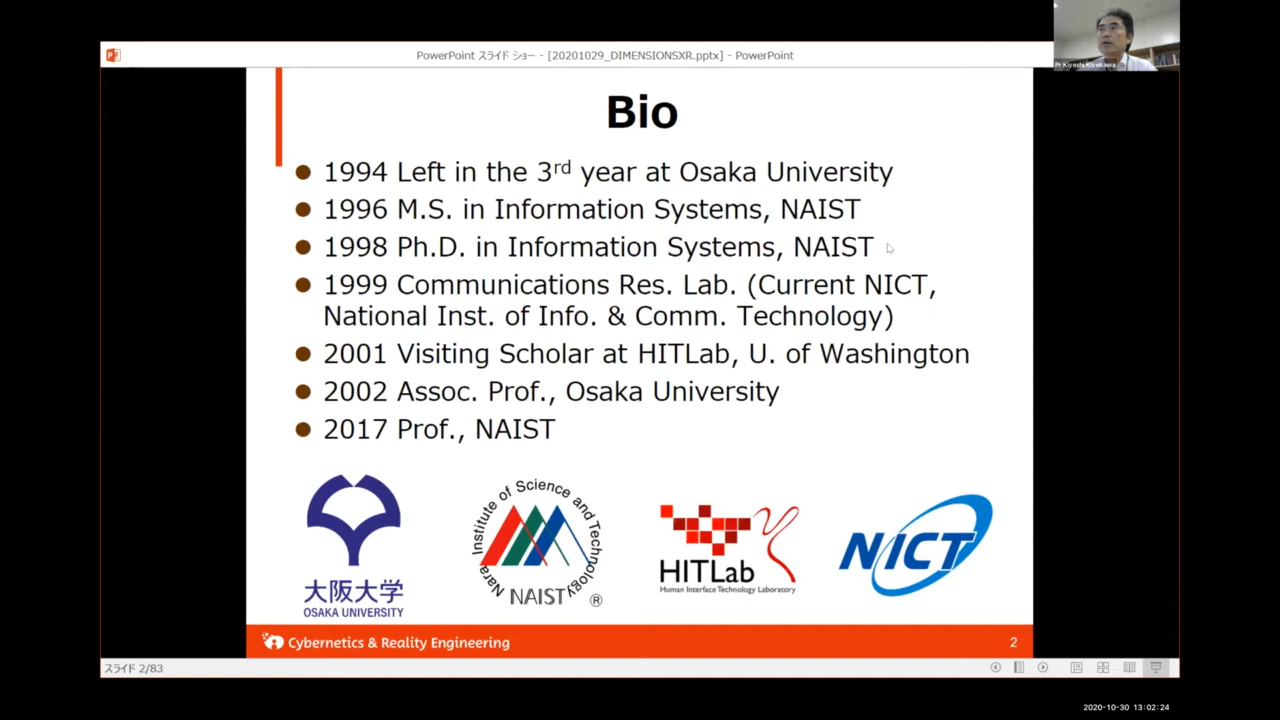 PowerPoint スライド ショー - [20201029_DIMENSIONSXR.pptx] - PowerPoint
Pr Kiyoshi Kiyokawa
Bio
1994 Left in the 3rd year at Osaka University
1996 M.S. in Information Systems, NAIST
1998 Ph.D. in Information Systems, NAIST
1999 Communications Res. Lab. (Current NICT,
National Inst. of Info. & Comm. Technology)
2001 Visiting Scholar at HITLab, U. of Washington
2002 Assoc. Prof., Osaka University
2017 Prof., NAIST
大阪大学
OSAKA UNIVERSITY
Nara Institute of Science and Technology
NAIST ®
HITLab
Human Interface Technology Laboratory
NICT
Cybernetics & Reality Engineering
2
スライド 2/83
2020-10-30 13:02:24